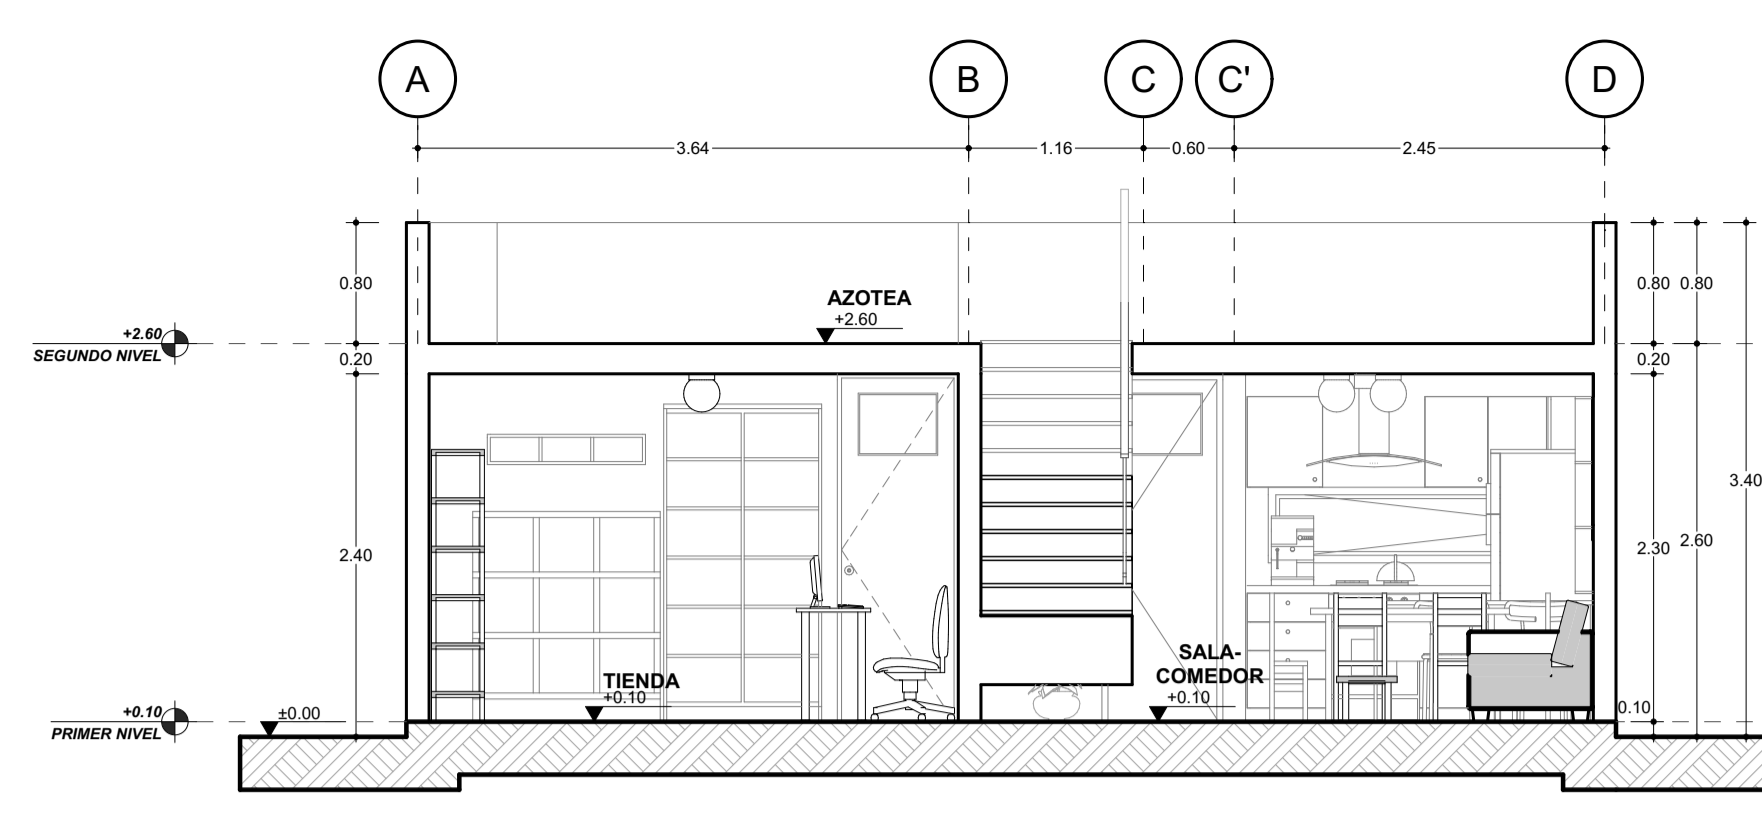 A
B
C
C'
D
3.64
1.16
0.60
2.45
0.80
0.80
0.80
AZOTEA
+2.60
+2.60
SEGUNDO NIVEL
0.20
0.20
3.40
2.40
2.30
2.60
TIENDA
+0.10
SALA-
COMEDOR
+0.10
+0.10
PRIMER NIVEL
±0.00
0.10